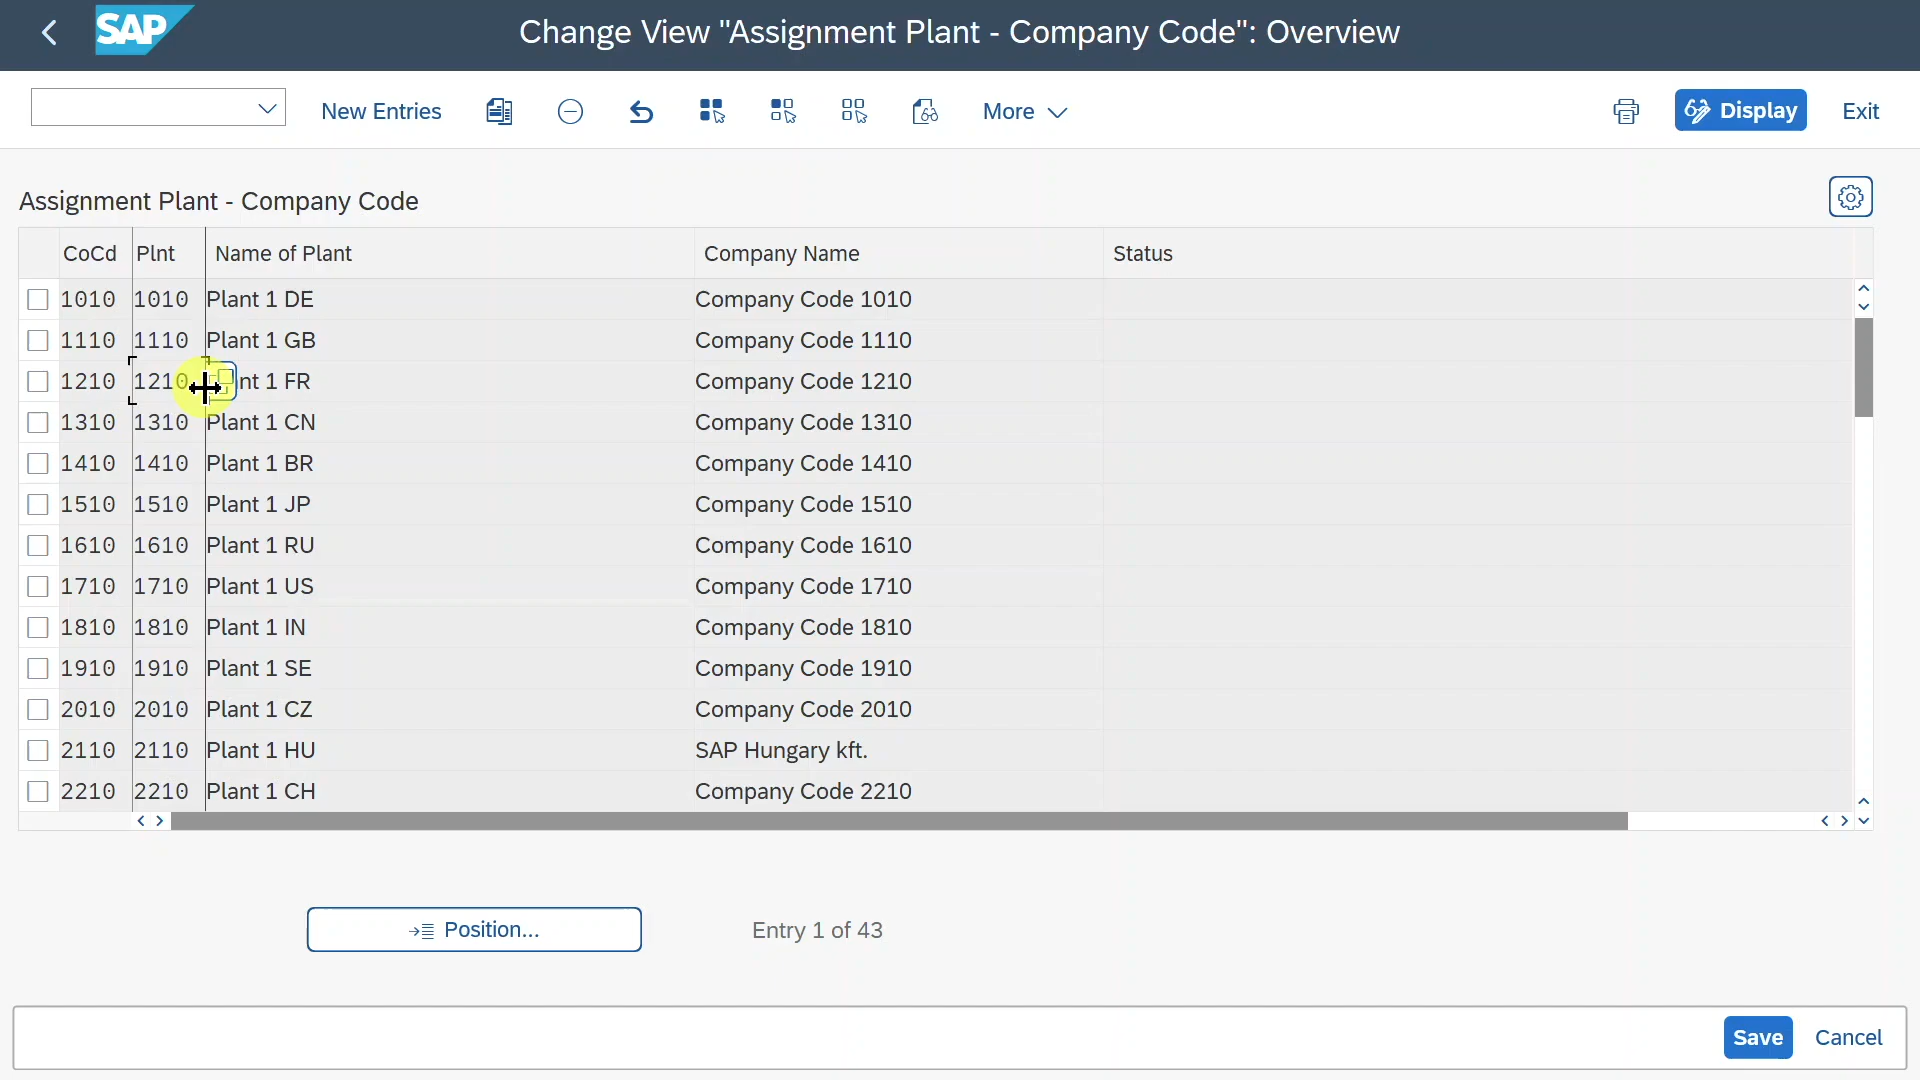 SAP Change View "Assignment Plant - Company Code": Overview
New Entries More Display Exit
Assignment Plant - Company Code
CoCd Plnt Name of Plant Company Name Status
1010 1010 Plant 1 DE Company Code 1010
1110 1110 Plant 1 GB Company Code 1110
1210 1210 nt 1 FR Company Code 1210
1310 1310 Plant 1 CN Company Code 1310
1410 1410 Plant 1 BR Company Code 1410
1510 1510 Plant 1 JP Company Code 1510
1610 1610 Plant 1 RU Company Code 1610
1710 1710 Plant 1 US Company Code 1710
1810 1810 Plant 1 IN Company Code 1810
1910 1910 Plant 1 SE Company Code 1910
2010 2010 Plant 1 CZ Company Code 2010
2110 2110 Plant 1 HU SAP Hungary kft.
2210 2210 Plant 1 CH Company Code 2210
Position... Entry 1 of 43
Save Cancel